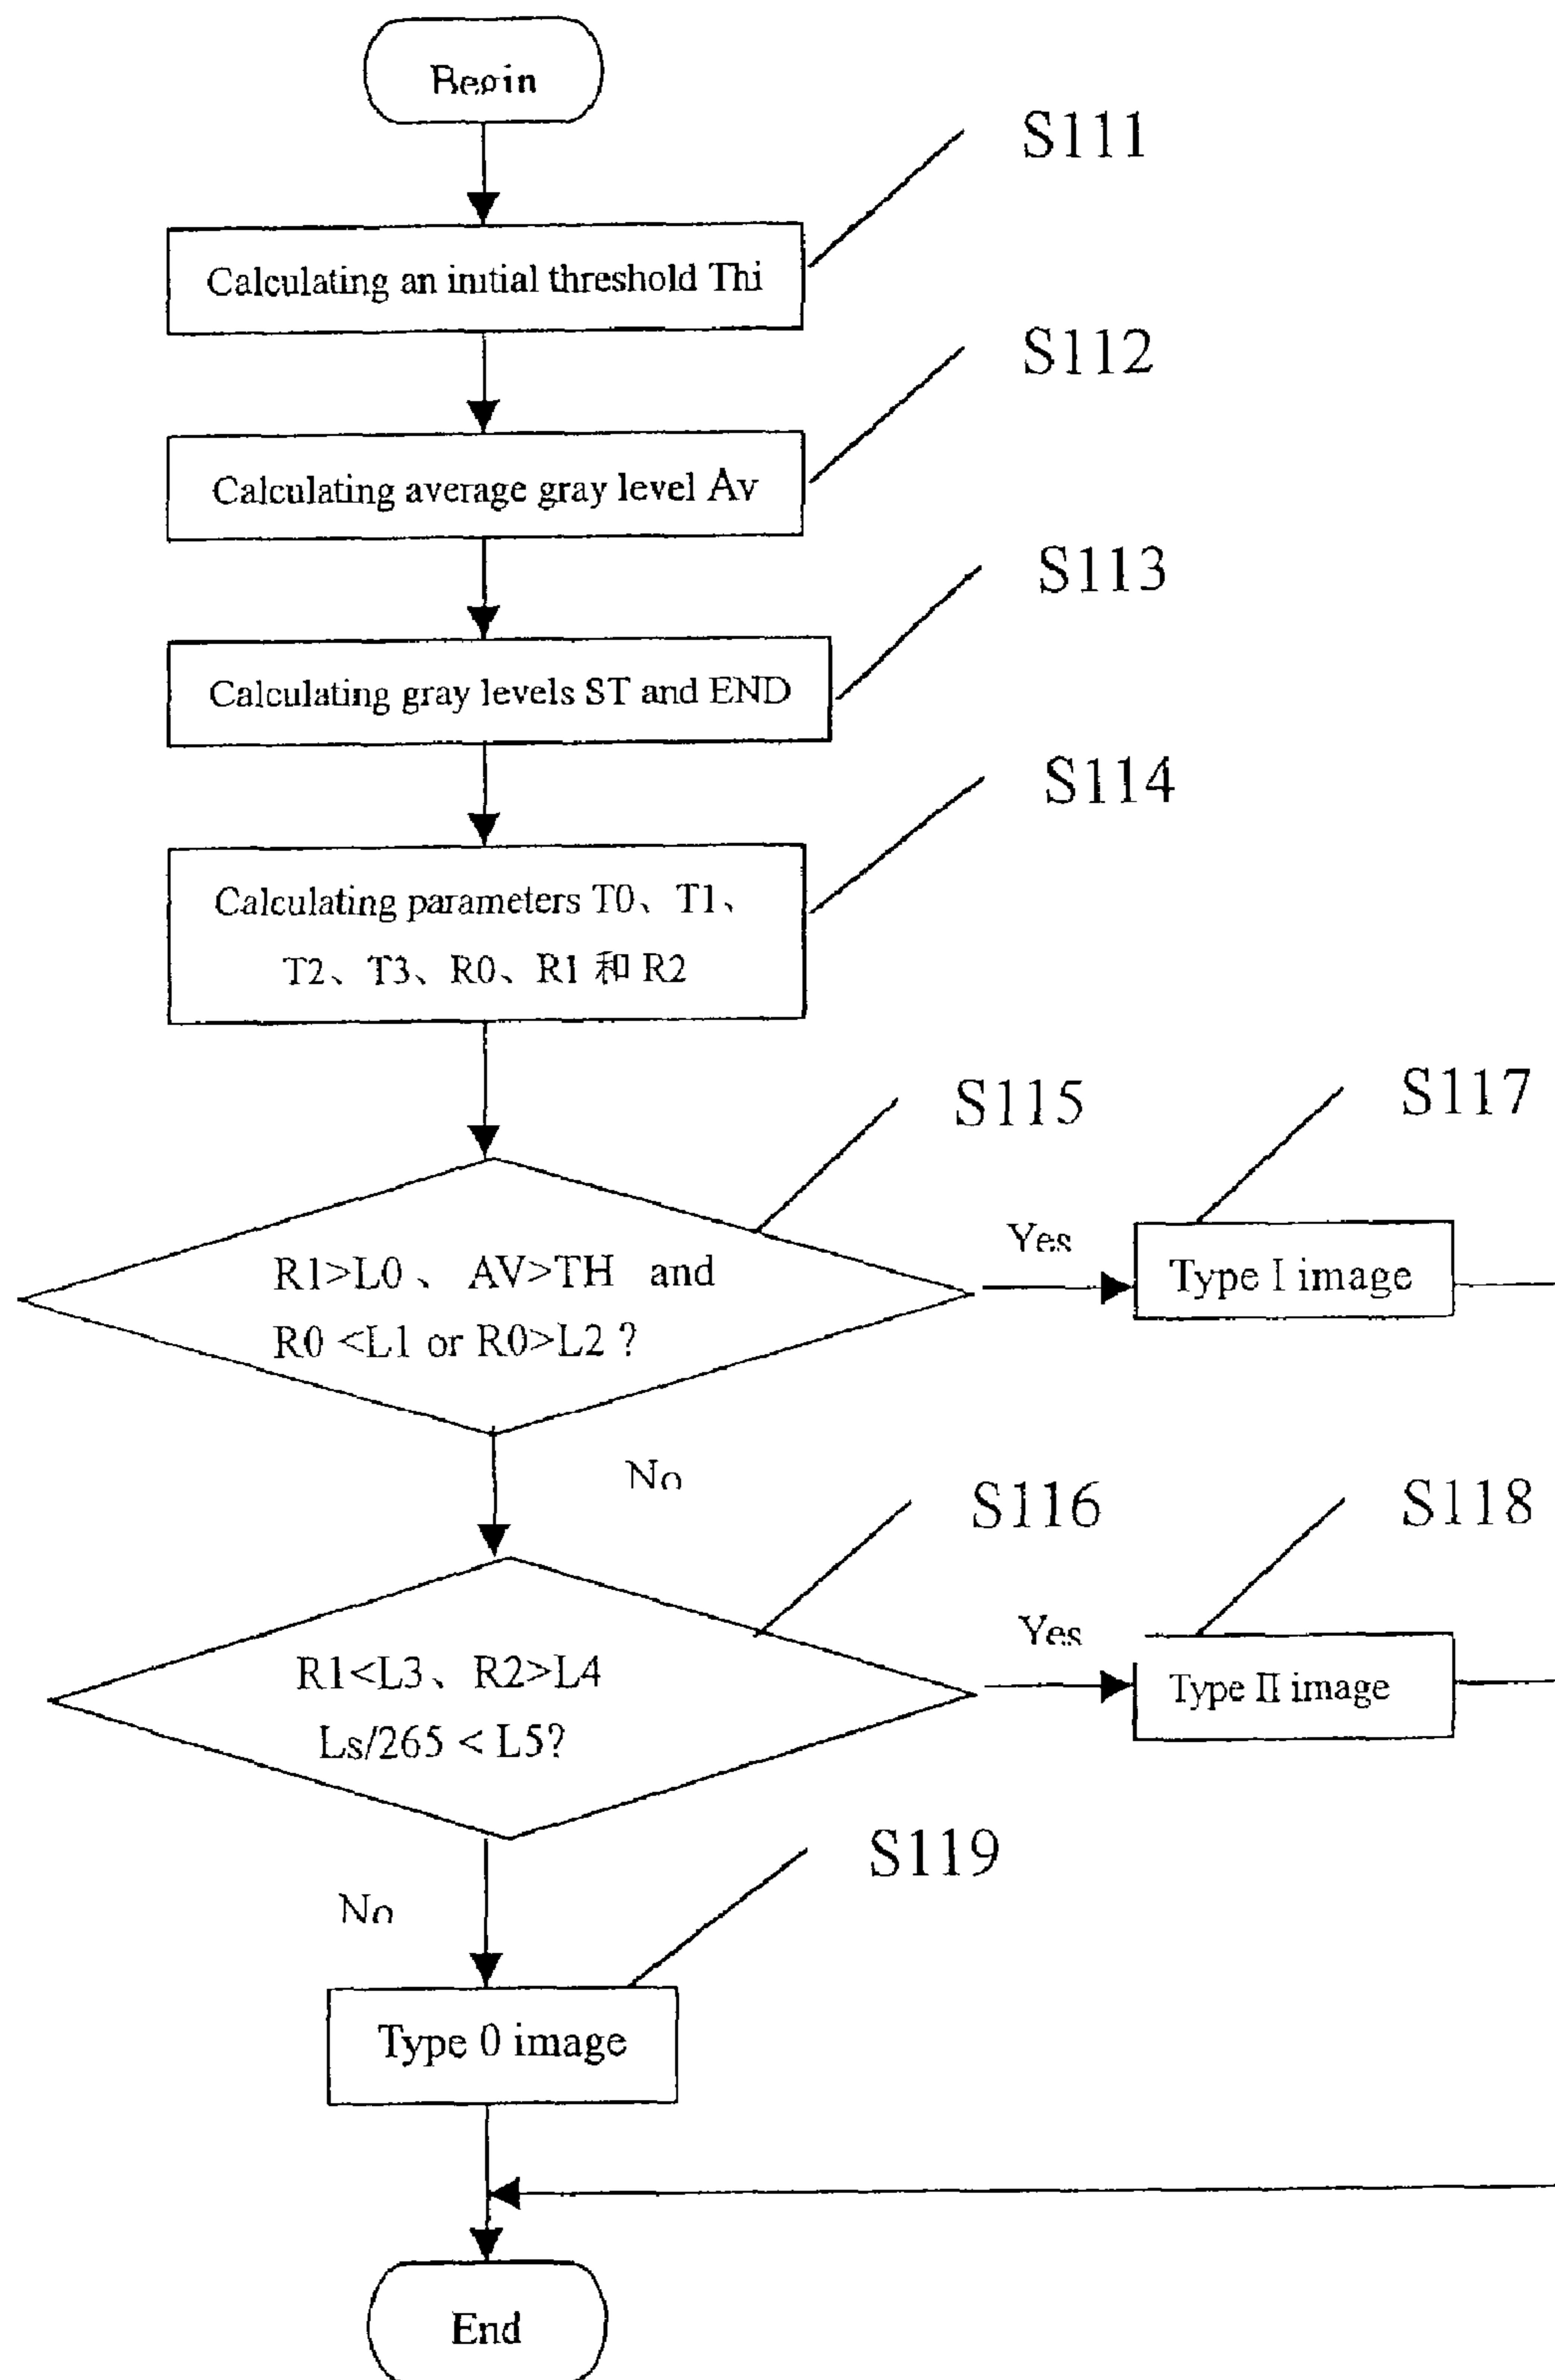 Begin
S111
Calculating an initial threshold Thi
S112
Calculating average gray level Av
S113
Calculating gray levels ST and END
S114
Calculating parameters T0、T1、
T2、T3、R0、R1 和 R2
S115
S117
R1>L0 、 AV>TH and
R0 <L1 or R0>L2 ?
Yes
Type I image
No
S116
S118
R1<L3、R2>L4
Ls/265 < L5?
Yes
Type II image
S119
No
Type 0 image
End